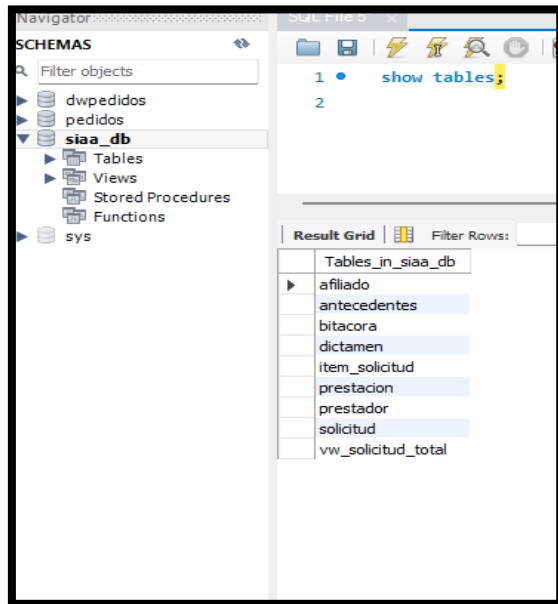 Navigator
SCHEMAS
Filter objects
dwpedidos
pedidos
siaa_db
Tables
Views
Stored Procedures
Functions
sys
SQL File 5
1 show tables;
2
Result Grid Filter Rows:
Tables_in_siaa_db
afiliado
antecedentes
bitacora
dictamen
item_solicitud
prestacion
prestador
solicitud
vw_solicitud_total